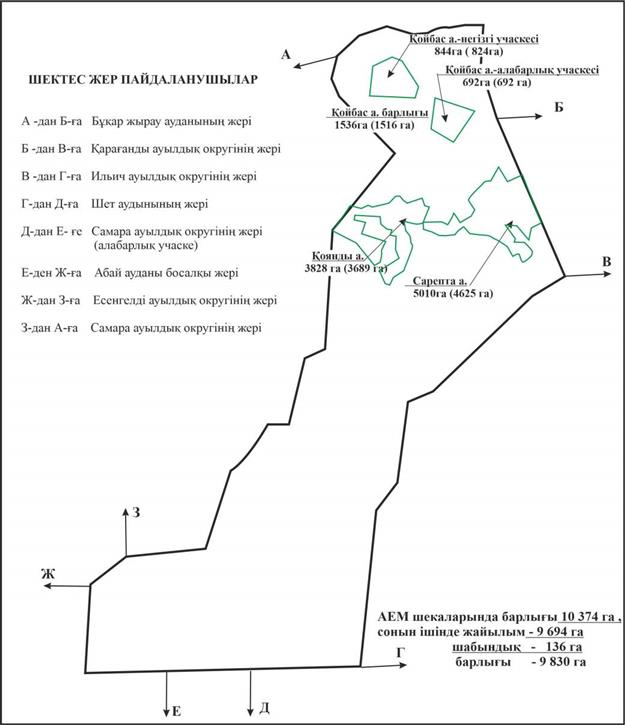 Қойбас а.-негізгі учаскесі
844га ( 824га)
А
Қойбас а.-алабарлық учаскесі
692га (692 га)
ШЕКТЕС ЖЕР ПАЙДАЛАНУШЫЛАР
Б
Қойбас а. барлығы
1536га (1516 га)
А -дан Б-ға Бұқар жырау ауданының жері
Б -дан В-ға Қарағанды ауылдық округінің жері
В -дан Г-ға Ильич ауылдық округінің жері
Г-дан Д-ға Шет аудынының жері
Д-дан Е- ге Самара ауылдық округінің жері
(алабарлық учаске)
Е-ден Ж-ға Абай ауданы босалқы жері
Ж-дан З-ға Есенгелді ауылдық округінің жері
З-дан А-ға Самара ауылдық округінің жері
Қоянды а.
3828 га (3689 га)
В
Сарепта а.
5010га (4625 га)
З
Ж
АЕМ шекаларында барлығы 10 374 га ,
сонын ішінде жайылым - 9 694 га
шабындық - 136 га
барлығы - 9 830 га
Г
Е
Д